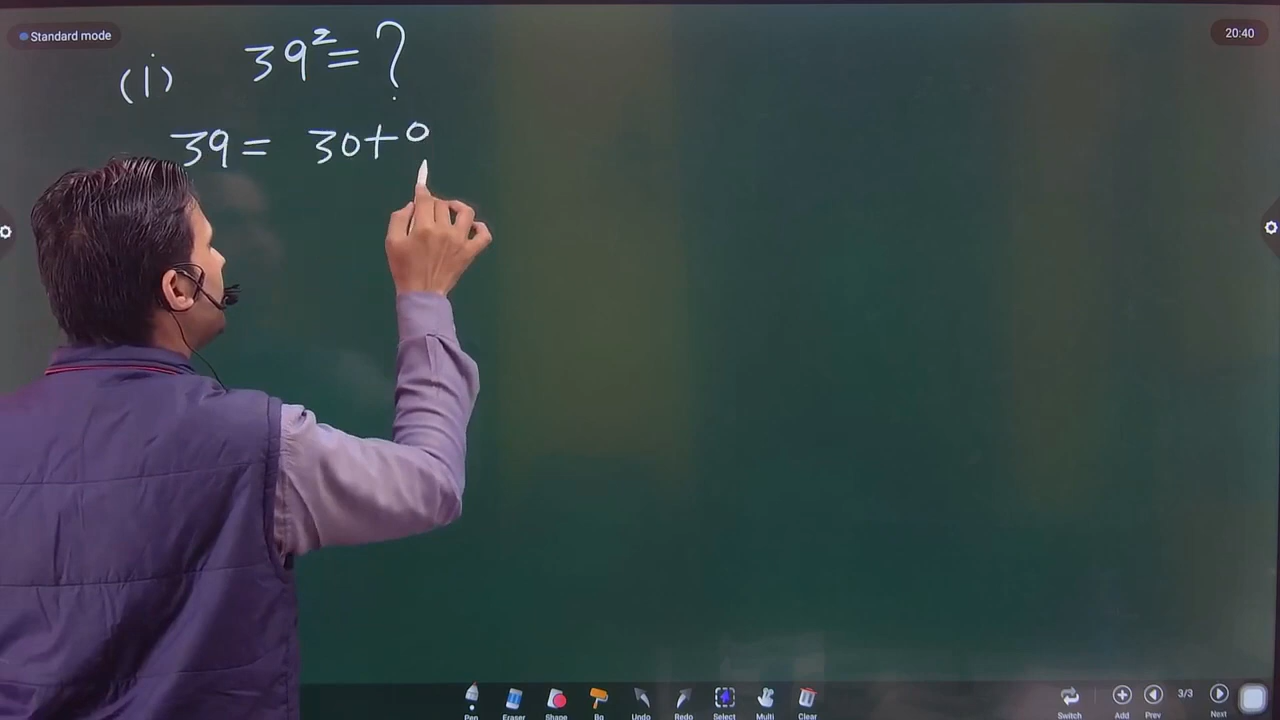 Standard mode
20:40
(i) 39² = ?
39 = 30+0
Pen Eraser Shape Bg Undo Redo Select Multi Clear Switch Add Prev 3/3 Next